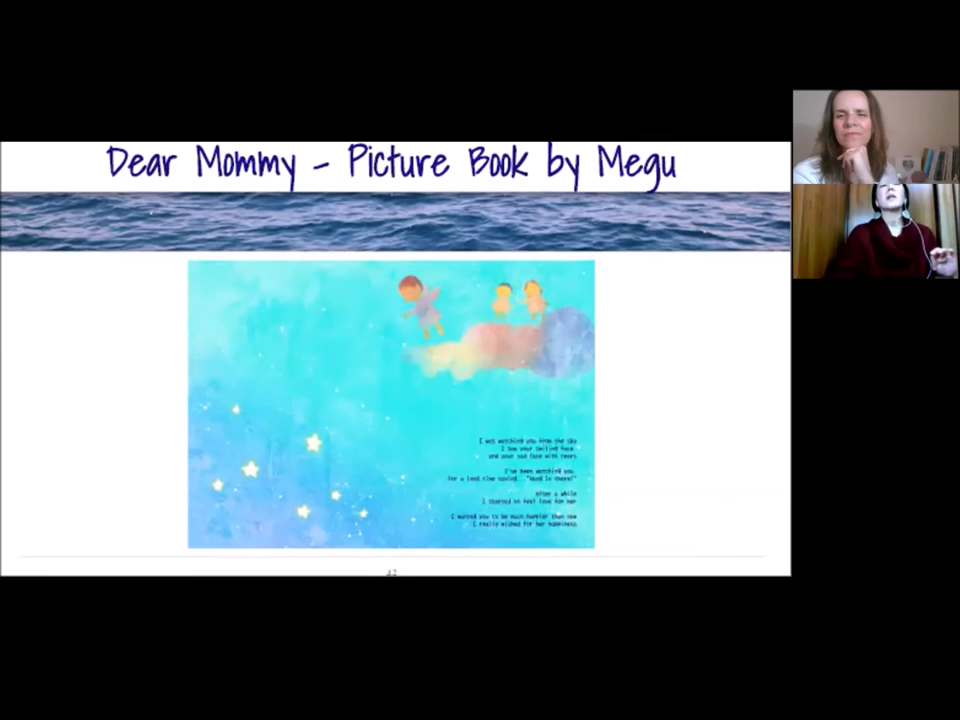 Dear Mommy - Picture Book by Megu
I was watching you from the sky
I saw your smiling face
and your sad face with tears
I've been watching you
for a long time
After a while
I started to feel love for her
I wanted you to be much happier than now
I really wished for her happiness
42